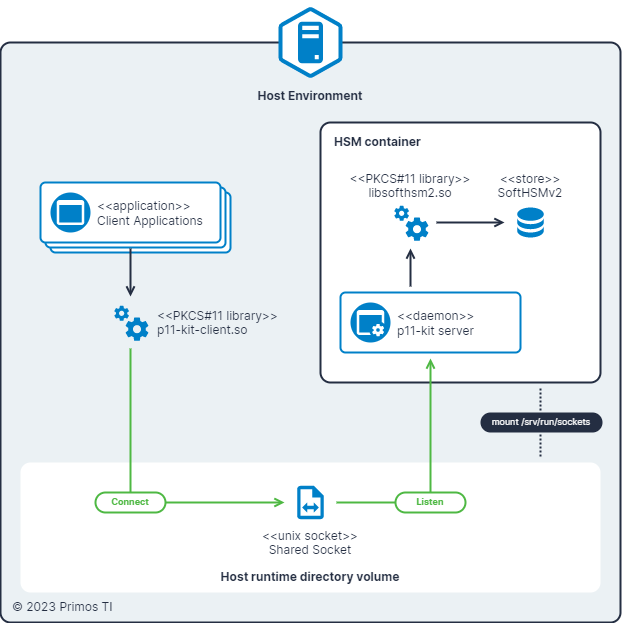 Host Environment
HSM container
<<PKCS#11 library>>
libsofthsm2.so
<<store>>
SoftHSMv2
<<application>>
Client Applications
<<PKCS#11 library>>
p11-kit-client.so
<<daemon>>
p11-kit server
mount /srv/run/sockets
Connect
Listen
<<unix socket>>
Shared Socket
Host runtime directory volume
© 2023 Primos TI